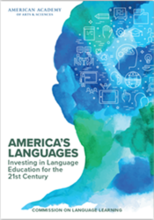 AMERICAN ACADEMY
OF ARTS & SCIENCES
AMERICA'S
LANGUAGES
Investing in Language
Education for the
21st Century
COMMISSION ON LANGUAGE LEARNING